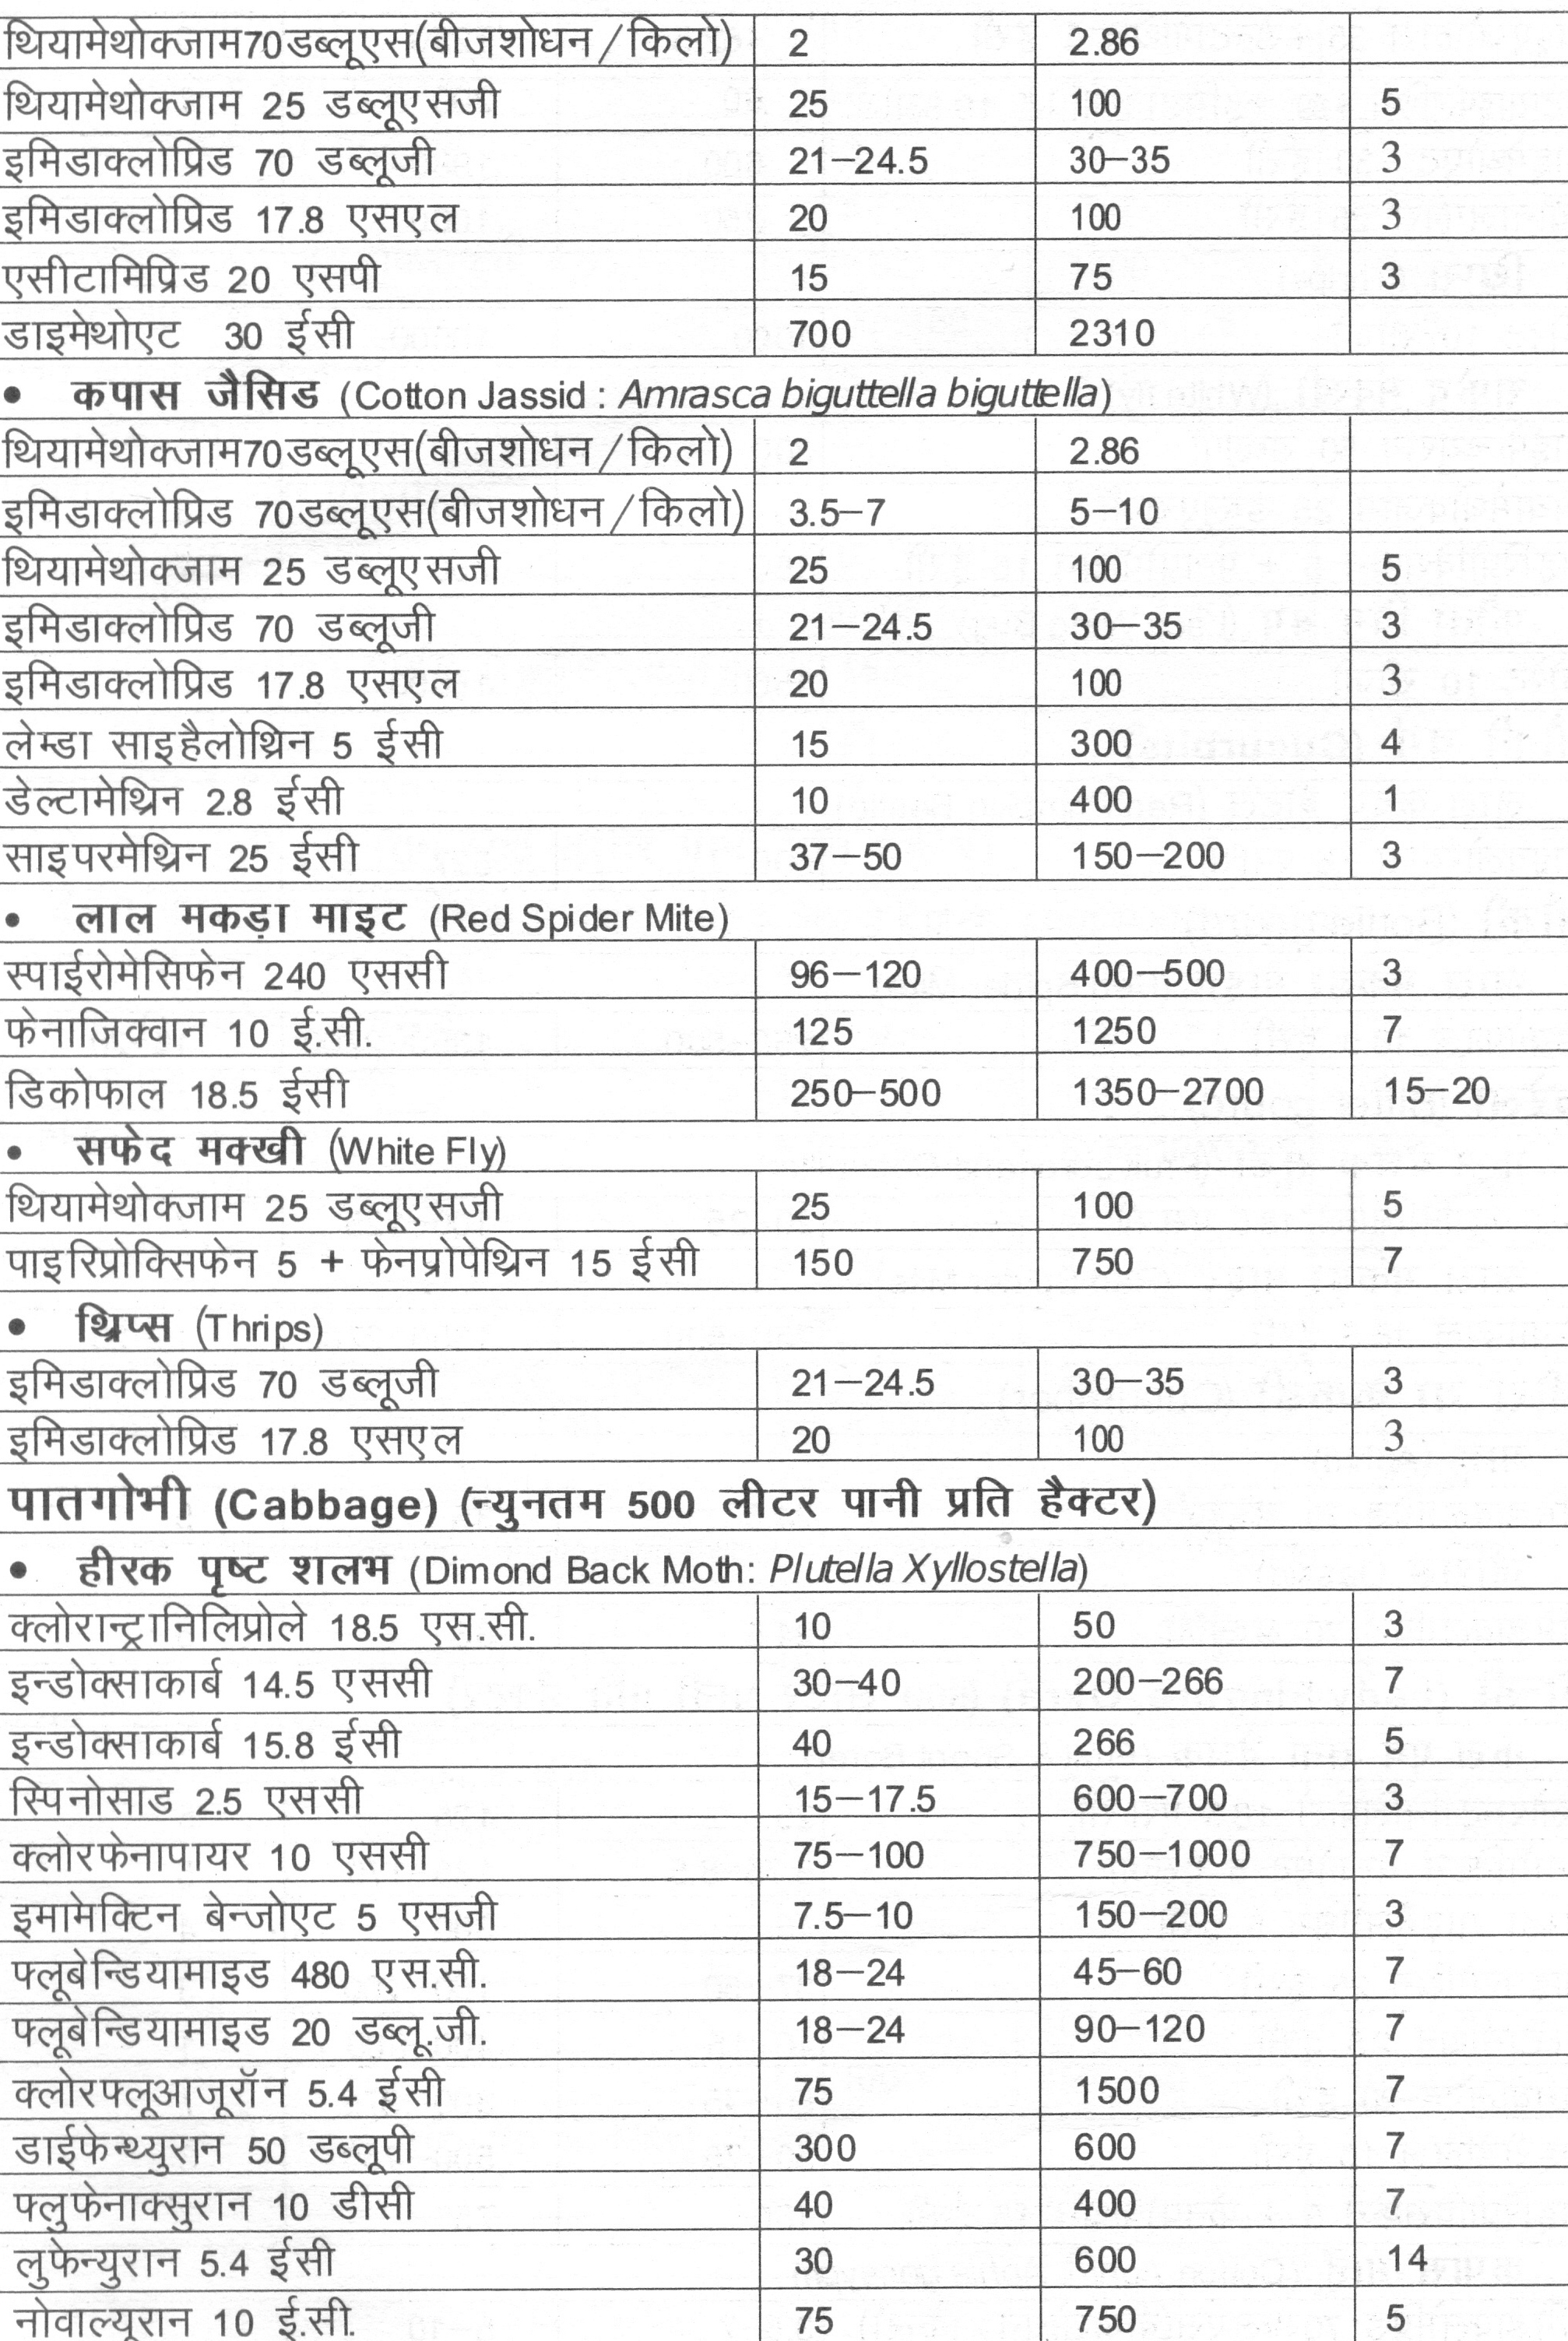 थियामेथोक्जाम70डब्लूएस(बीजशोधन/किलो) 2 2.86
थियामेथोक्जाम 25 डब्लूएसजी 25 100 5
इमिडाक्लोप्रिड 70 डब्लूजी 21–24.5 30–35 3
इमिडाक्लोप्रिड 17.8 एसएल 20 100 3
एसीटामिप्रिड 20 एसपी 15 75 3
डाइमेथोएट 30 ईसी 700 2310
• कपास जैसिड (Cotton Jassid : Amrasca biguttella biguttella)
थियामेथोक्जाम70डब्लूएस(बीजशोधन/किलो) 2 2.86
इमिडाक्लोप्रिड 70डब्लूएस(बीजशोधन/किलो) 3.5–7 5–10
थियामेथोक्जाम 25 डब्लूएसजी 25 100 5
इमिडाक्लोप्रिड 70 डब्लूजी 21–24.5 30–35 3
इमिडाक्लोप्रिड 17.8 एसएल 20 100 3
लेम्डा साइहैलोथ्रिन 5 ईसी 15 300 4
डेल्टामेथ्रिन 2.8 ईसी 10 400 1
साइपरमेथ्रिन 25 ईसी 37–50 150–200 3
• लाल मकड़ा माइट (Red Spider Mite)
स्पाईरोमेसिफेन 240 एससी 96–120 400–500 3
फेनाजिक्वान 10 ई.सी. 125 1250 7
डिकोफाल 18.5 ईसी 250–500 1350–2700 15–20
• सफेद मक्खी (White Fly)
थियामेथोक्जाम 25 डब्लूएसजी 25 100 5
पाइरिप्रोक्सिफेन 5 + फेनप्रोपेथ्रिन 15 ईसी 150 750 7
• थ्रिप्स (Thrips)
इमिडाक्लोप्रिड 70 डब्लूजी 21–24.5 30–35 3
इमिडाक्लोप्रिड 17.8 एसएल 20 100 3
पातगोभी (Cabbage) (न्युनतम 500 लीटर पानी प्रति हैक्टर)
• हीरक पृष्ट शलभ (Dimond Back Moth: Plutella Xyllostella)
क्लोरान्ट्रानिलिप्रोले 18.5 एस.सी. 10 50 3
इन्डोक्साकार्ब 14.5 एससी 30–40 200–266 7
इन्डोक्साकार्ब 15.8 ईसी 40 266 5
स्पिनोसाड 2.5 एससी 15–17.5 600–700 3
क्लोरफेनापायर 10 एससी 75–100 750–1000 7
इमामेक्टिन बेन्जोएट 5 एसजी 7.5–10 150–200 3
फ्लूबेन्डियामाइड 480 एस.सी. 18–24 45–60 7
फ्लूबेन्डियामाइड 20 डब्लू.जी. 18–24 90–120 7
क्लोरफ्लूआजूरॉन 5.4 ईसी 75 1500 7
डाईफेन्थ्युरान 50 डब्लूपी 300 600 7
फ्लुफेनाक्सुरान 10 डीसी 40 400 7
लुफेन्युरान 5.4 ईसी 30 600 14
नोवाल्यूरान 10 ई.सी. 75 750 5